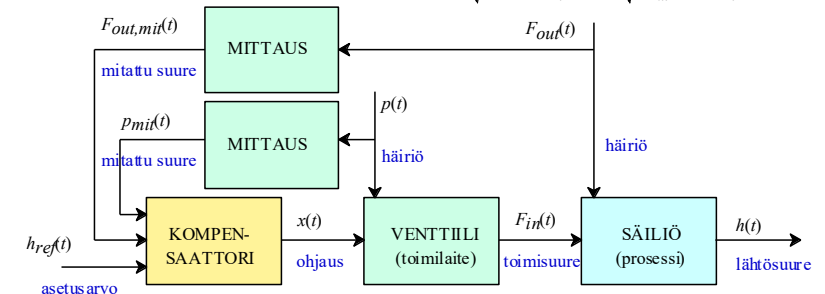 F_out,mit(t)
MITTAUS
F_out(t)
mitattu suure
p_mit(t)
MITTAUS
p(t)
mitattu suure
häiriö
häiriö
h_ref(t)
KOMPEN-
SAATTORI
x(t)
VENTTIILI
(toimilaite)
F_in(t)
SÄILIÖ
(prosessi)
h(t)
asetusarvo
ohjaus
toimisuure
lähtösuure